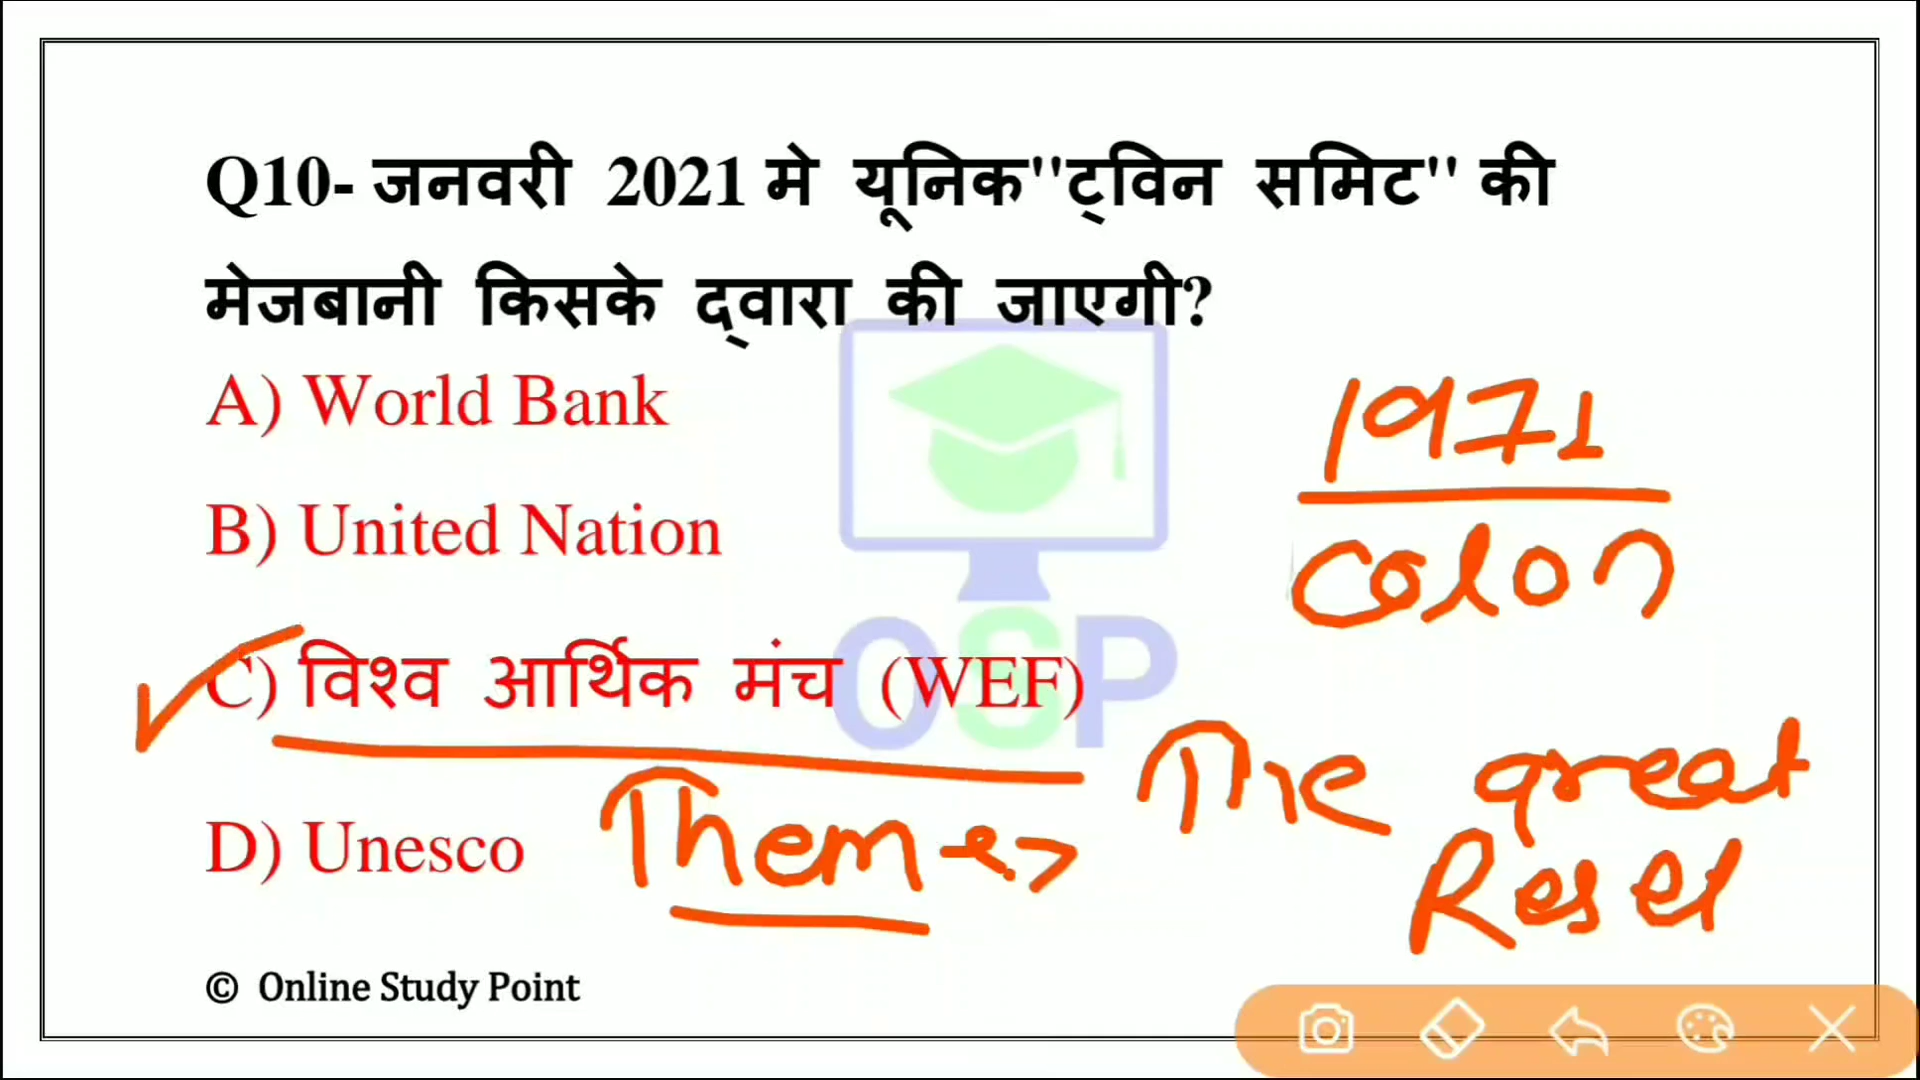 Q10- जनवरी 2021 मे यूनिक"ट्विन समिट" की
मेजबानी किसके द्वारा की जाएगी?
A) World Bank
1971
B) United Nation
Colon
C) विश्व आर्थिक मंच (WEF)
OSP
D) Unesco
Theme
The great
Reset
© Online Study Point